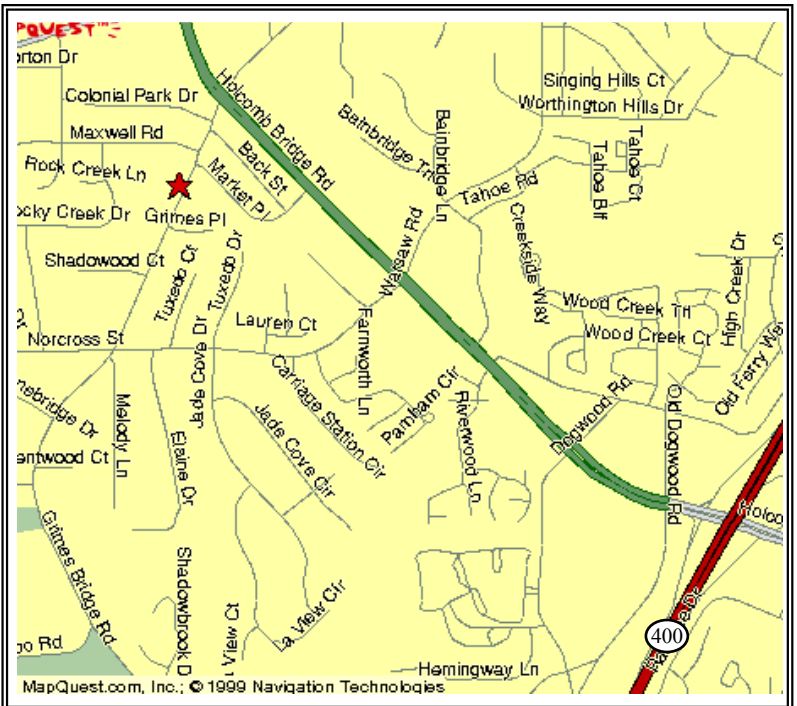 PQUEST
orton Dr
Colonial Park Dr
Holcomb Bridge Rd
Singing Hills Ct
Worthington Hills Dr
Bainbridge Trl
Bainbridge Ln
Maxwell Rd
Back St
Market Pl
Rock Creek Ln
Tahoe Rd
Tahoe Blf
Tahoe Ct
ocky Creek Dr
Grimes Pl
Warsaw Rd
Creekside Way
High Creek Dr
Shadowood Ct
Tuxedo Ct
Tuxedo Dr
Wood Creek Trl
Wood Creek Ct
Lauren Ct
Farnworth Ln
Norcross St
Jade Cove Dr
Old Ferry Way
nebridge Dr
Melody Ln
Elaine Dr
Carriage Station Cir
Jade Cove Cir
Parnham Cir
Riverwood Ln
Dogwood Rd
Old Dogwood Rd
entwood Ct
Holco
Grimes Bridge Rd
Shadowbrook D
View Ct
La View Cir
400
oo Rd
Hemingway Ln
MapQuest.com, Inc.; © 1999 Navigation Technologies